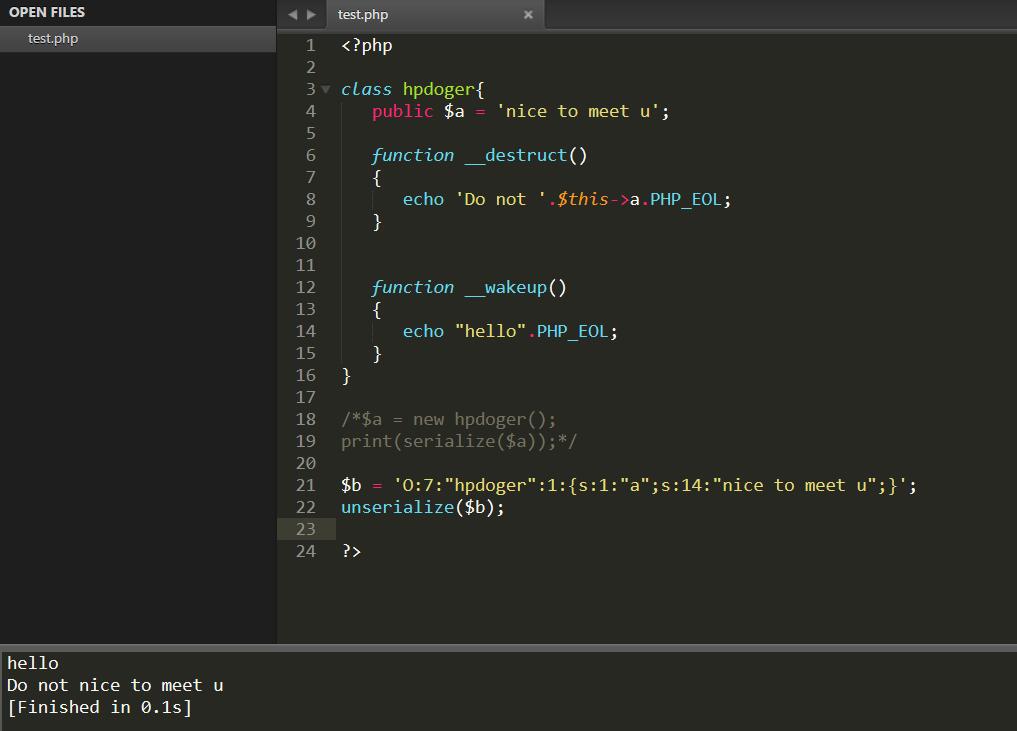 OPEN FILES
test.php
test.php
1 <?php
2
3 class hpdoger{
4 public $a = 'nice to meet u';
5
6 function __destruct()
7 {
8 echo 'Do not '.$this->a.PHP_EOL;
9 }
10
11
12 function __wakeup()
13 {
14 echo "hello".PHP_EOL;
15 }
16 }
17
18 /*$a = new hpdoger();
19 print(serialize($a));*/
20
21 $b = 'O:7:"hpdoger":1:{s:1:"a";s:14:"nice to meet u";}';
22 unserialize($b);
23
24 ?>
hello
Do not nice to meet u
[Finished in 0.1s]